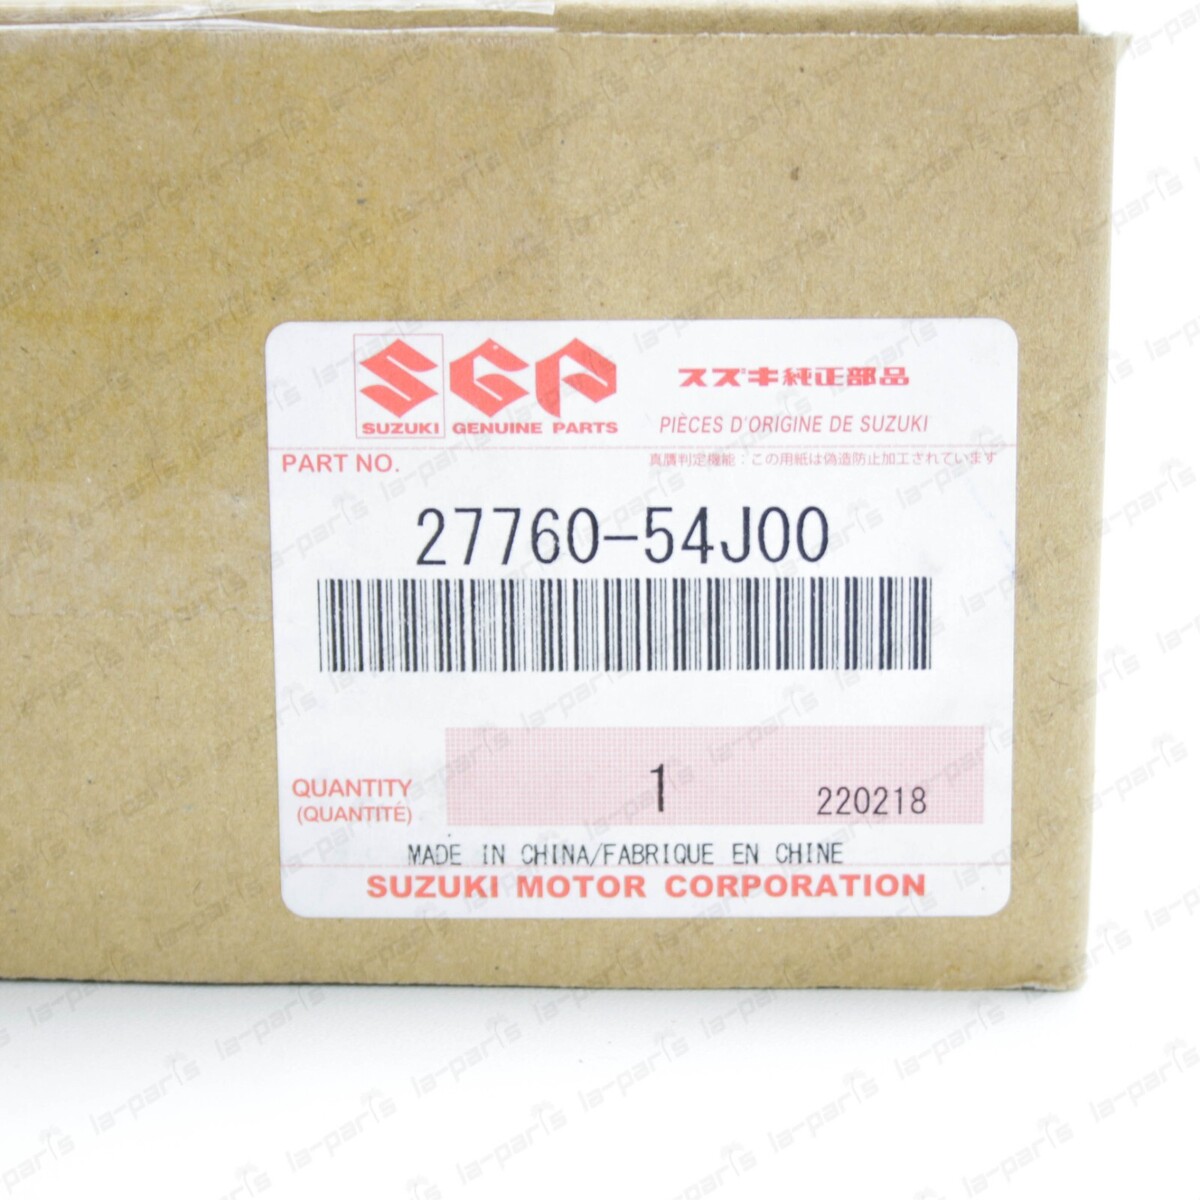 SGP
SUZUKI GENUINE PARTS
スズキ純正部品
PIÈCES D'ORIGINE DE SUZUKI
PART NO.
真贋判定機能：この用紙は偽造防止加工されています
27760-54J00
QUANTITY
(QUANTITÉ)
1
220218
MADE IN CHINA/FABRIQUE EN CHINE
SUZUKI MOTOR CORPORATION
la-paris